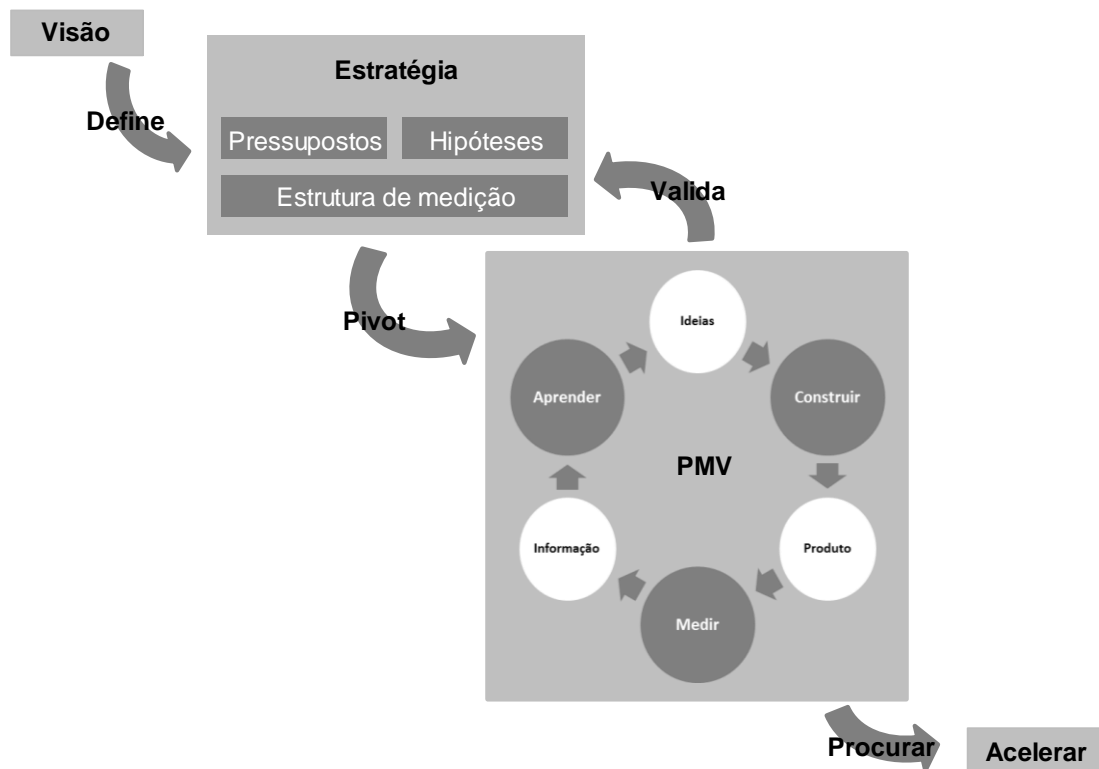 Visão
Define
Estratégia
Pressupostos
Hipóteses
Estrutura de medição
Valida
Pivot
Ideias
Aprender
Construir
PMV
Informação
Produto
Medir
Procurar
Acelerar